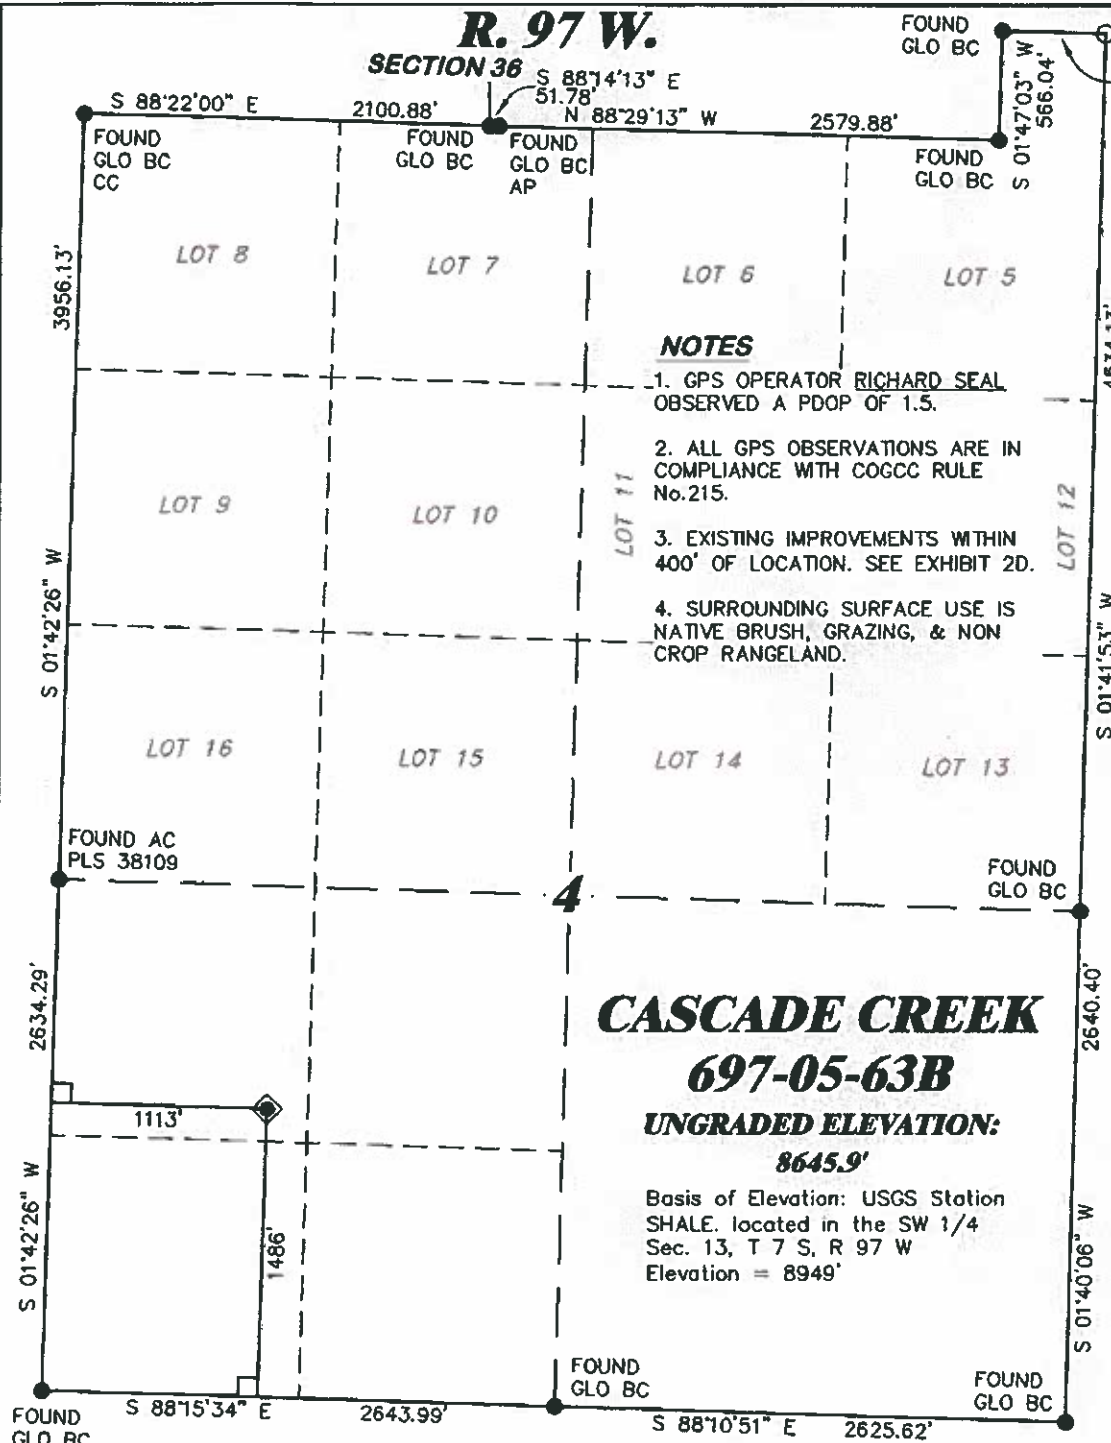 R. 97 W.
SECTION 36
S 88°14'13" E
51.78'
FOUND
GLO BC
S 01°47'03" W
566.04'
S 88°22'00" E
2100.88'
N 88°29'13" W
2579.88'
FOUND
GLO BC
CC
FOUND
GLO BC
FOUND
GLO BC
AP
FOUND
GLO BC
3956.13'
LOT 8
LOT 7
LOT 6
LOT 5
NOTES
1. GPS OPERATOR RICHARD SEAL
OBSERVED A PDOP OF 1.5.
2. ALL GPS OBSERVATIONS ARE IN
COMPLIANCE WITH COGCC RULE
No.215.
3. EXISTING IMPROVEMENTS WITHIN
400' OF LOCATION. SEE EXHIBIT 2D.
4. SURROUNDING SURFACE USE IS
NATIVE BRUSH, GRAZING, & NON
CROP RANGELAND.
LOT 9
LOT 10
LOT 11
LOT 12
S 01°42'26" W
S 01°41'53" W
LOT 16
LOT 15
LOT 14
LOT 13
FOUND AC
PLS 38109
FOUND
GLO BC
4
2634.29'
2640.40'
CASCADE CREEK
697-05-63B
UNGRADED ELEVATION:
8645.9'
Basis of Elevation: USGS Station
SHALE. located in the SW 1/4
Sec. 13, T 7 S, R 97 W
Elevation = 8949'
1113'
1486'
S 01°42'26" W
S 01°40'06" W
FOUND
GLO BC
S 88°15'34" E
2643.99'
FOUND
GLO BC
S 88°10'51" E
2625.62'
FOUND
GLO BC